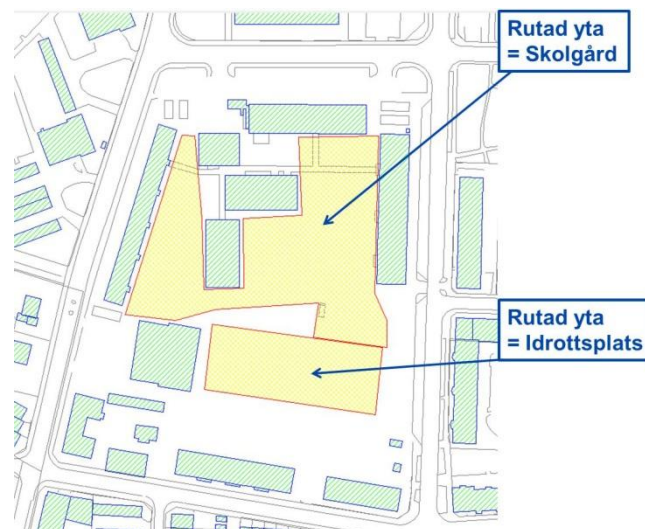 Rutad yta
= Skolgård
Rutad yta
= Idrottsplats